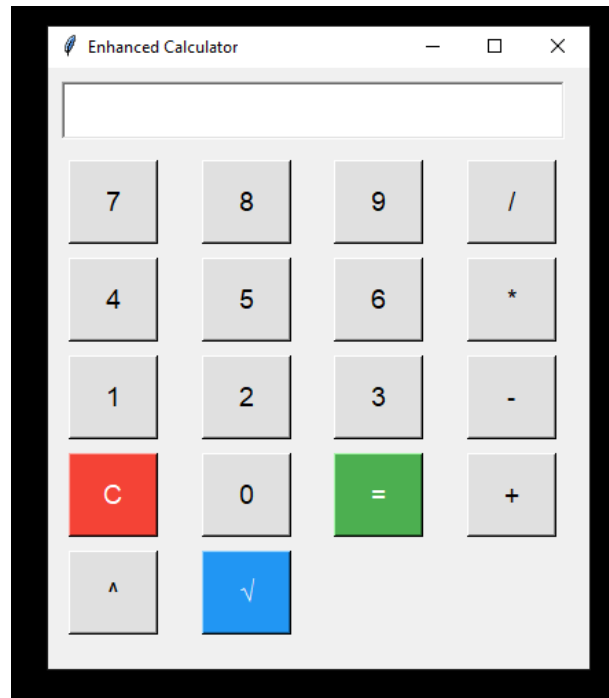 Enhanced Calculator
7 8 9 /
4 5 6 *
1 2 3 -
C 0 = +
^ √